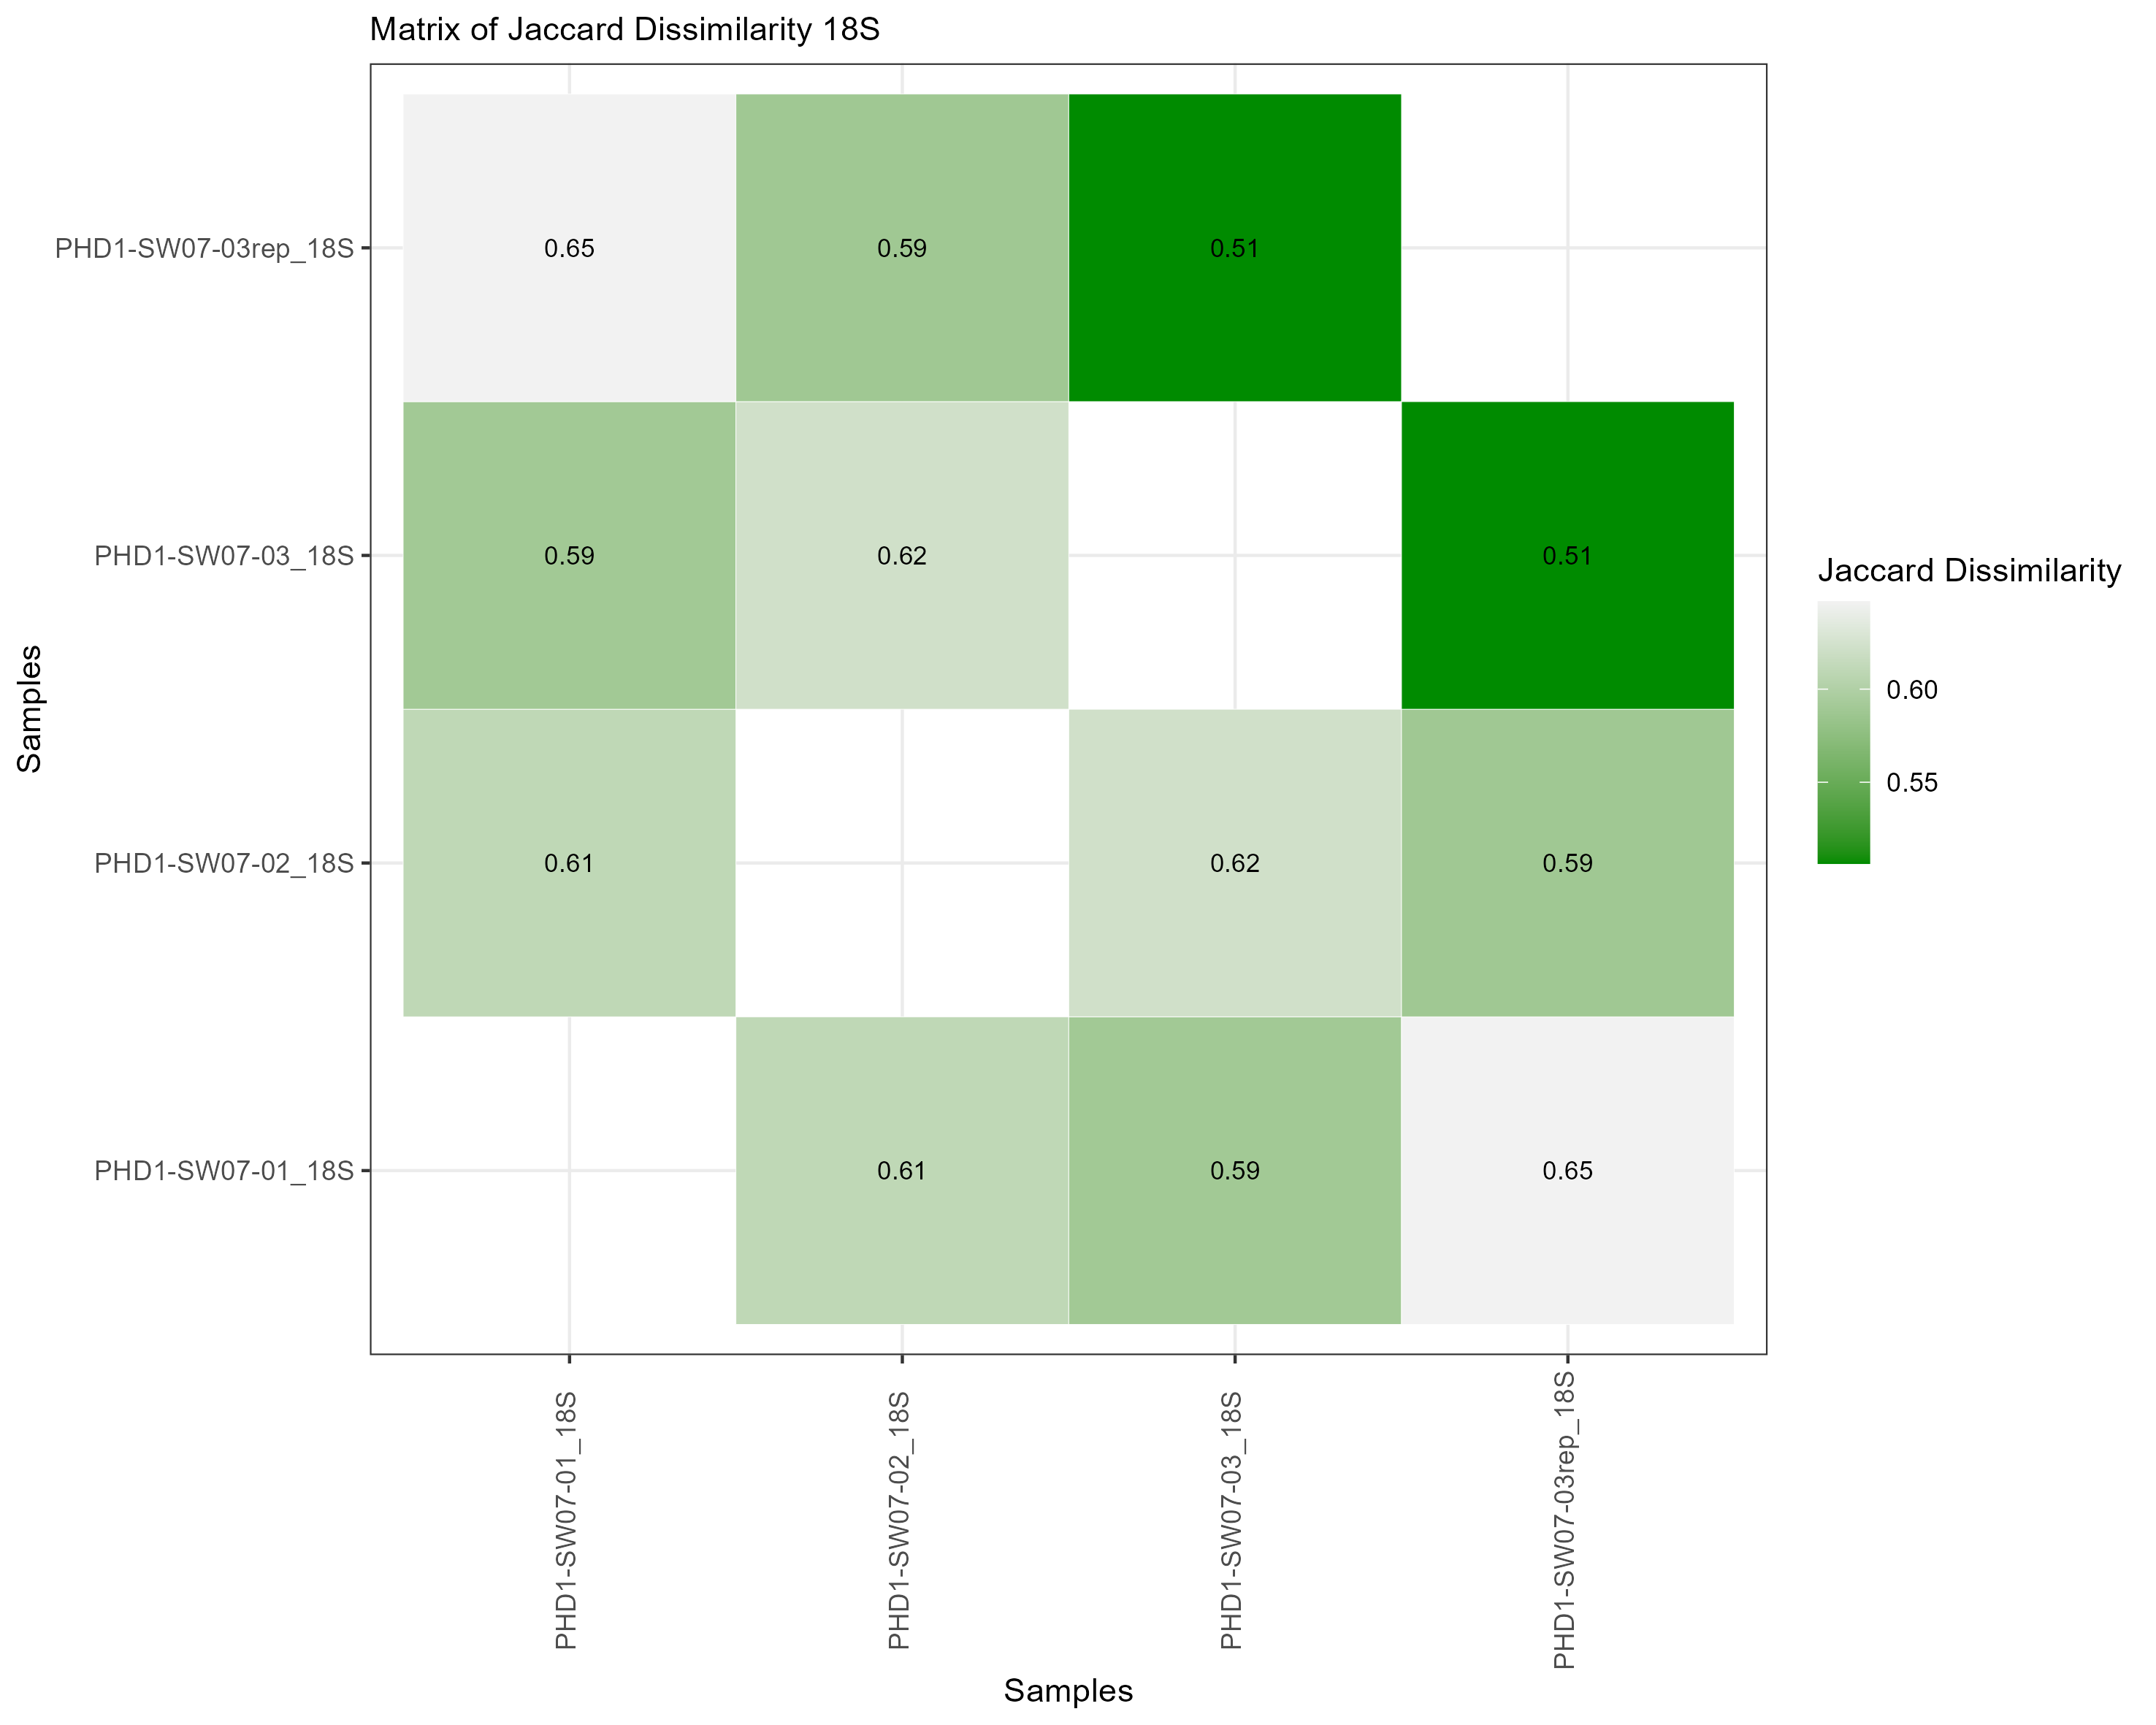 Matrix of Jaccard Dissimilarity 18S
PHD1-SW07-03rep_18S
0.65
0.59
0.51
PHD1-SW07-03_18S
0.59
0.62
0.51
PHD1-SW07-02_18S
0.61
0.62
0.59
PHD1-SW07-01_18S
0.61
0.59
0.65
Samples
PHD1-SW07-01_18S
PHD1-SW07-02_18S
PHD1-SW07-03_18S
PHD1-SW07-03rep_18S
Samples
Jaccard Dissimilarity
0.60
0.55